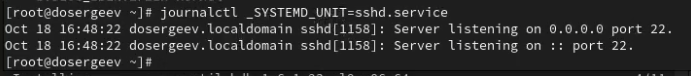 [root@dosergeev ~]# journalctl _SYSTEMD_UNIT=sshd.service
Oct 18 16:48:22 dosergeev.localdomain sshd[1158]: Server listening on 0.0.0.0 port 22.
Oct 18 16:48:22 dosergeev.localdomain sshd[1158]: Server listening on :: port 22.
[root@dosergeev ~]#